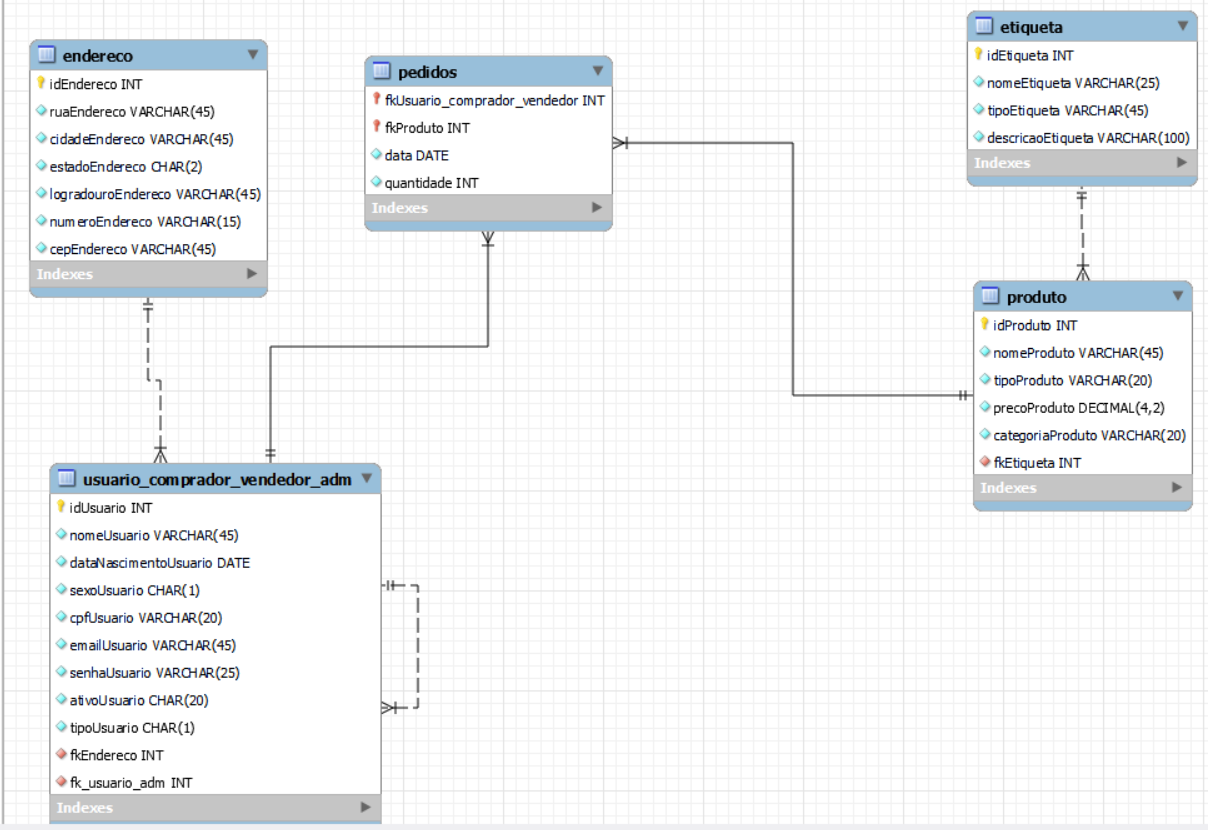 endereco
idEndereco INT
ruaEndereco VARCHAR(45)
cidadeEndereco VARCHAR(45)
estadoEndereco CHAR(2)
logradouroEndereco VARCHAR(45)
numeroEndereco VARCHAR(15)
cepEndereco VARCHAR(45)
Indexes
pedidos
fkUsuario_comprador_vendedor INT
fkProduto INT
data DATE
quantidade INT
Indexes
etiqueta
idEtiqueta INT
nomeEtiqueta VARCHAR(25)
tipoEtiqueta VARCHAR(45)
descricaoEtiqueta VARCHAR(100)
Indexes
produto
idProduto INT
nomeProduto VARCHAR(45)
tipoProduto VARCHAR(20)
precoProduto DECIMAL(4,2)
categoriaProduto VARCHAR(20)
fkEtiqueta INT
Indexes
usuario_comprador_vendedor_adm
idUsuario INT
nomeUsuario VARCHAR(45)
dataNascimentoUsuario DATE
sexoUsuario CHAR(1)
cpfUsuario VARCHAR(20)
emailUsuario VARCHAR(45)
senhaUsuario VARCHAR(25)
ativoUsuario CHAR(20)
tipoUsuario CHAR(1)
fkEndereco INT
fk_usuario_adm INT
Indexes